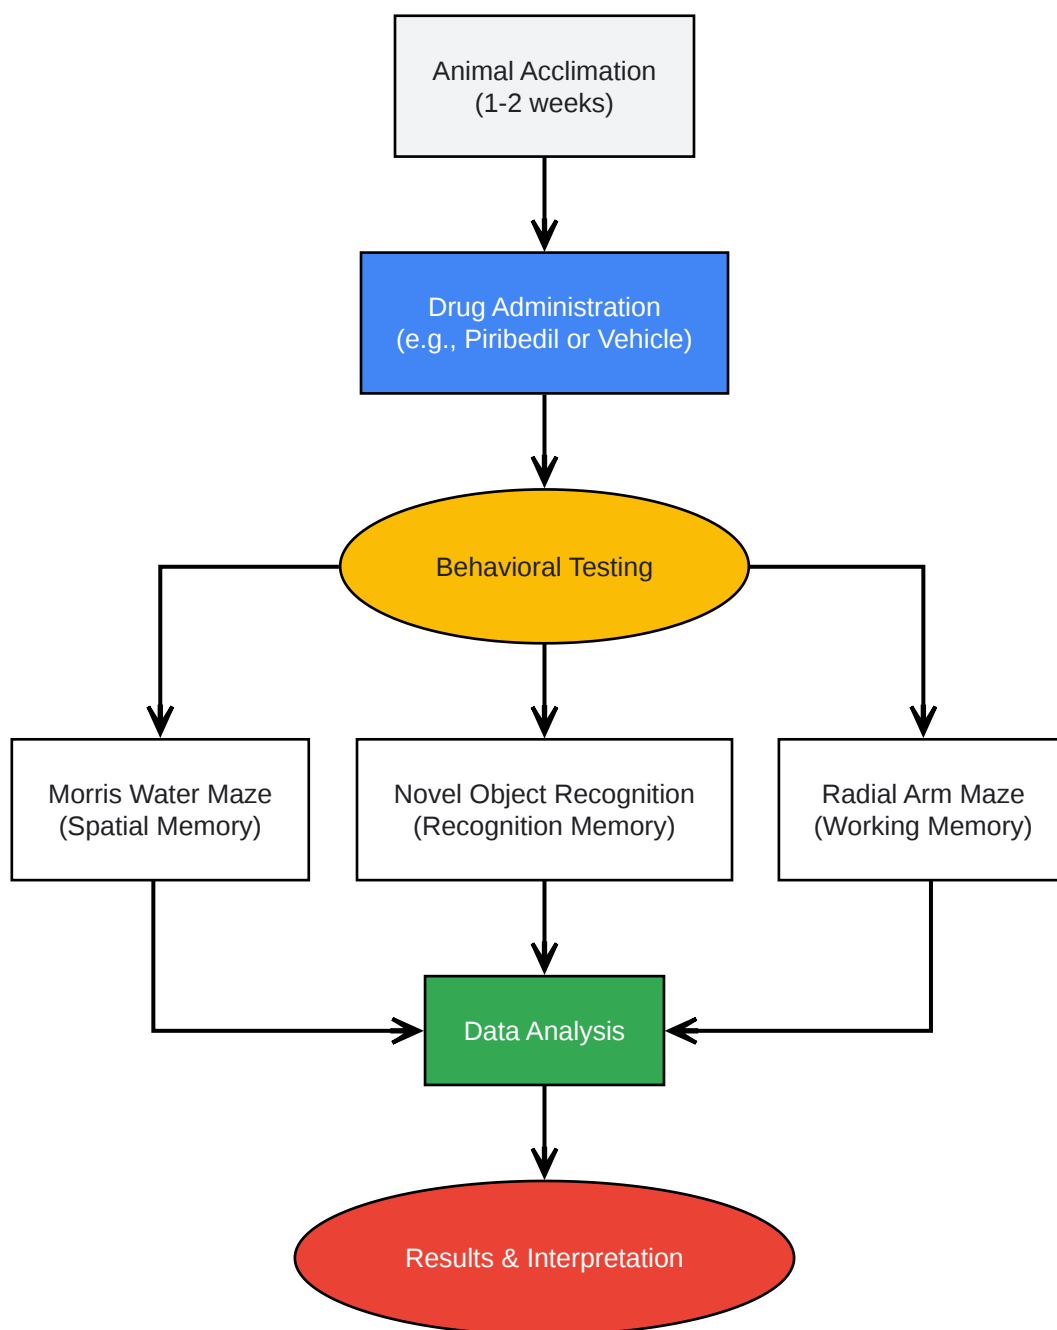 Animal Acclimation
(1-2 weeks)
Drug Administration
(e.g., Piribedil or Vehicle)
Behavioral Testing
Morris Water Maze
(Spatial Memory)
Novel Object Recognition
(Recognition Memory)
Radial Arm Maze
(Working Memory)
Data Analysis
Results & Interpretation